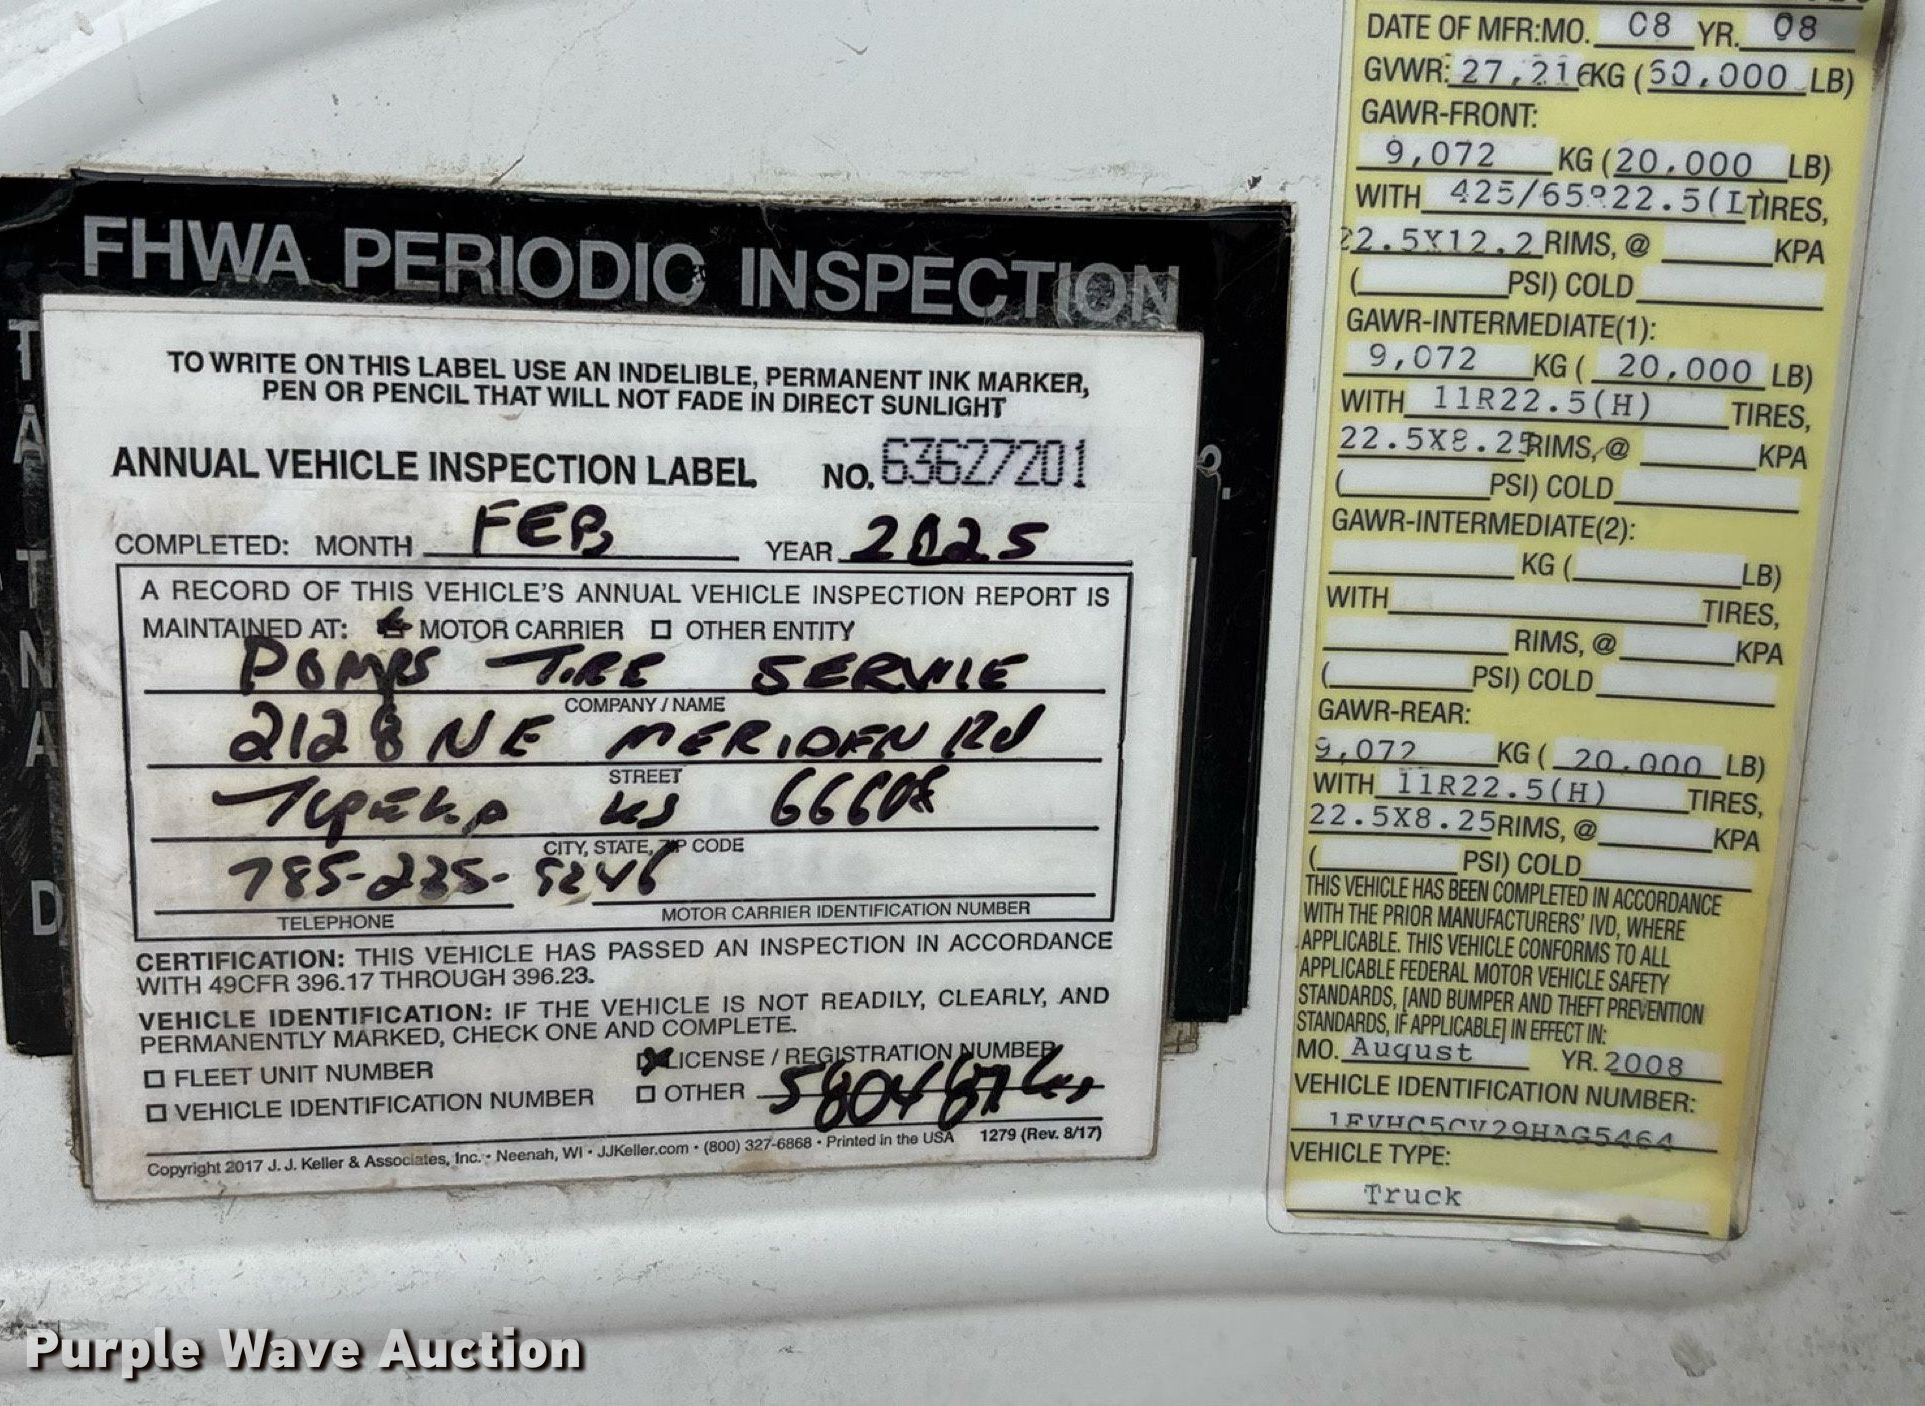 FHWA PERIODIC INSPECTION
TO WRITE ON THIS LABEL USE AN INDELIBLE, PERMANENT INK MARKER,
PEN OR PENCIL THAT WILL NOT FADE IN DIRECT SUNLIGHT
ANNUAL VEHICLE INSPECTION LABEL NO. 63627201
COMPLETED: MONTH FEB YEAR 2025
A RECORD OF THIS VEHICLE'S ANNUAL VEHICLE INSPECTION REPORT IS
MAINTAINED AT: MOTOR CARRIER □ OTHER ENTITY
POMPS TIRE SERVICE
COMPANY / NAME
2128 NE MERIDEN Rd
STREET
Topeka KS 66608
CITY, STATE, ZIP CODE
785-235-
TELEPHONE MOTOR CARRIER IDENTIFICATION NUMBER
CERTIFICATION: THIS VEHICLE HAS PASSED AN INSPECTION IN ACCORDANCE
WITH 49CFR 396.17 THROUGH 396.23.
VEHICLE IDENTIFICATION: IF THE VEHICLE IS NOT READILY, CLEARLY, AND
PERMANENTLY MARKED, CHECK ONE AND COMPLETE.
□ FLEET UNIT NUMBER LICENSE / REGISTRATION NUMBER
□ VEHICLE IDENTIFICATION NUMBER □ OTHER
Copyright 2017 J. J. Keller & Associates, Inc. • Neenah, WI • JJKeller.com • (800) 327-6868 • Printed in the USA 1279 (Rev. 8/17)
DATE OF MFR:MO. 08 YR. 08
GVWR: 27,216 KG (60,000 LB)
GAWR-FRONT:
9,072 KG (20,000 LB)
WITH 425/65R22.5(L TIRES,
22.5X12.2 RIMS, @ KPA
( PSI) COLD
GAWR-INTERMEDIATE(1):
9,072 KG ( 20,000 LB)
WITH 11R22.5(H) TIRES,
22.5X8.25 RIMS, @ KPA
( PSI) COLD
GAWR-INTERMEDIATE(2):
KG ( LB)
WITH TIRES,
RIMS, @ KPA
( PSI) COLD
GAWR-REAR:
9,072 KG ( 20,000 LB)
WITH 11R22.5(H) TIRES,
22.5X8.25 RIMS, @ KPA
( PSI) COLD
THIS VEHICLE HAS BEEN COMPLETED IN ACCORDANCE
WITH THE PRIOR MANUFACTURERS' IVD, WHERE
APPLICABLE. THIS VEHICLE CONFORMS TO ALL
APPLICABLE FEDERAL MOTOR VEHICLE SAFETY
STANDARDS, [AND BUMPER AND THEFT PREVENTION
STANDARDS, IF APPLICABLE] IN EFFECT IN:
MO. August YR. 2008
VEHICLE IDENTIFICATION NUMBER:
1FVHC5CV29HAG5464
VEHICLE TYPE:
Truck
Purple Wave Auction